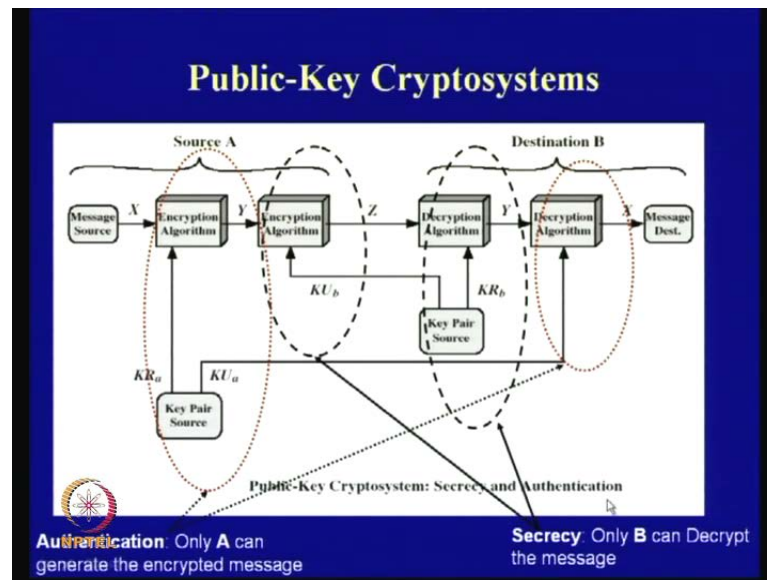 Public-Key Cryptosystems
Source A
Destination B
Message Source
X
Encryption Algorithm
Y
Encryption Algorithm
Z
Decryption Algorithm
Y
Decryption Algorithm
X
Message Dest.
KUb
KRb
Key Pair Source
KRa
KUa
Key Pair Source
Public-Key Cryptosystem: Secrecy and Authentication
Authentication: Only A can
generate the encrypted message
NPTEL
Secrecy: Only B can Decrypt
the message